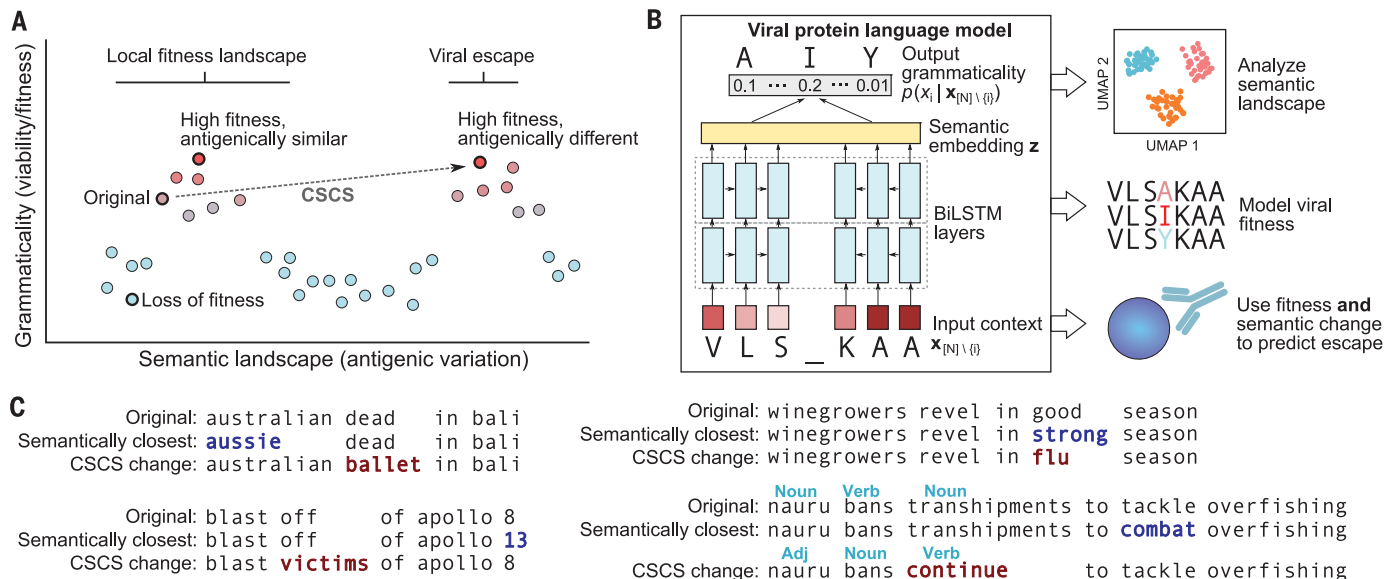 A
Grammaticality (viability/fitness)
Local fitness landscape
Viral escape
High fitness,
antigenically similar
High fitness,
antigenically different
Original
CSCS
Loss of fitness
Semantic landscape (antigenic variation)
B
Viral protein language model
A I Y
0.1 ··· 0.2 ··· 0.01
Output
grammaticality
p(x_i | x_{[N] \ {i}})
Semantic
embedding z
BiLSTM
layers
Input context
x_{[N] \ {i}}
V L S _ K A A
UMAP 2
UMAP 1
Analyze
semantic
landscape
VLSAKAA
VLSIKAA
VLSYKAA
Model viral
fitness
Use fitness and
semantic change
to predict escape
C
Original: australian dead in bali
Semantically closest: aussie dead in bali
CSCS change: australian ballet in bali
Original: blast off of apollo 8
Semantically closest: blast off of apollo 13
CSCS change: blast victims of apollo 8
Original: winegrowers revel in good season
Semantically closest: winegrowers revel in strong season
CSCS change: winegrowers revel in flu season
Noun Verb Noun
Original: nauru bans transhipments to tackle overfishing
Semantically closest: nauru bans transhipments to combat overfishing
Adj Noun Verb
CSCS change: nauru bans continue to tackle overfishing